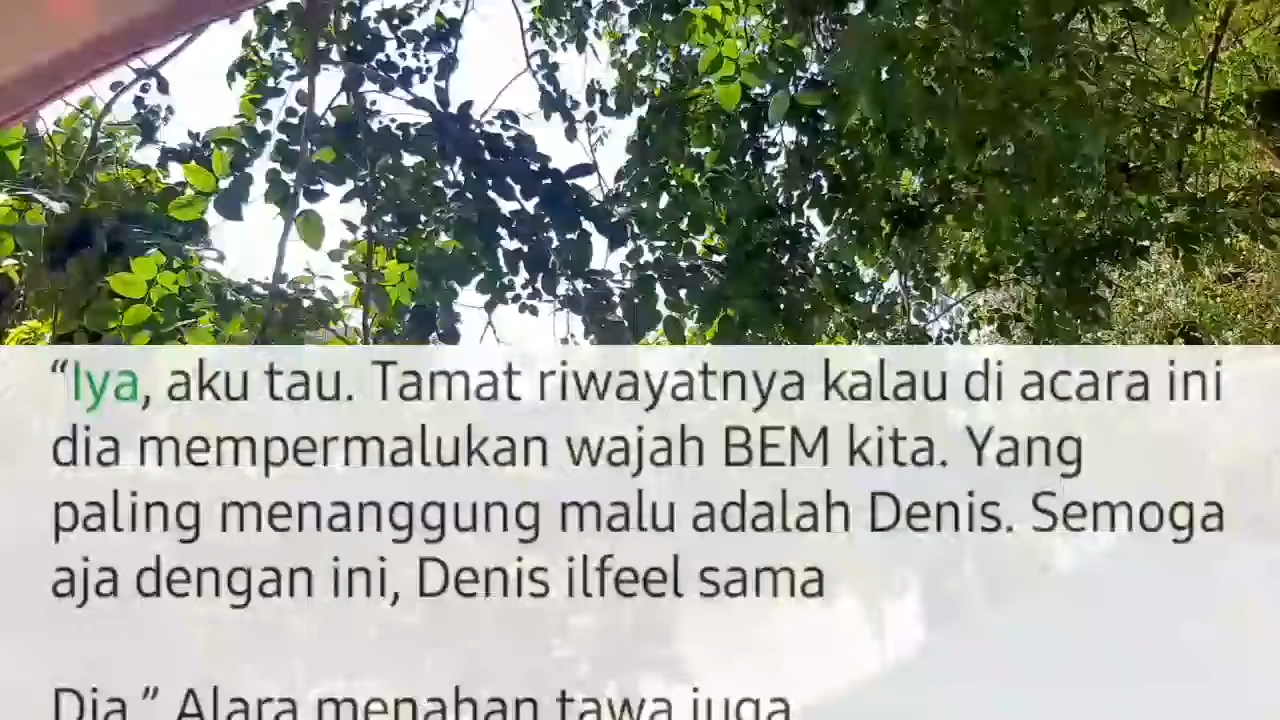 “Iya, aku tau. Tamat riwayatnya kalau di acara ini
dia mempermalukan wajah BEM kita. Yang
paling menanggung malu adalah Denis. Semoga
aja dengan ini, Denis ilfeel sama
Dia.” Alara menahan tawa juga